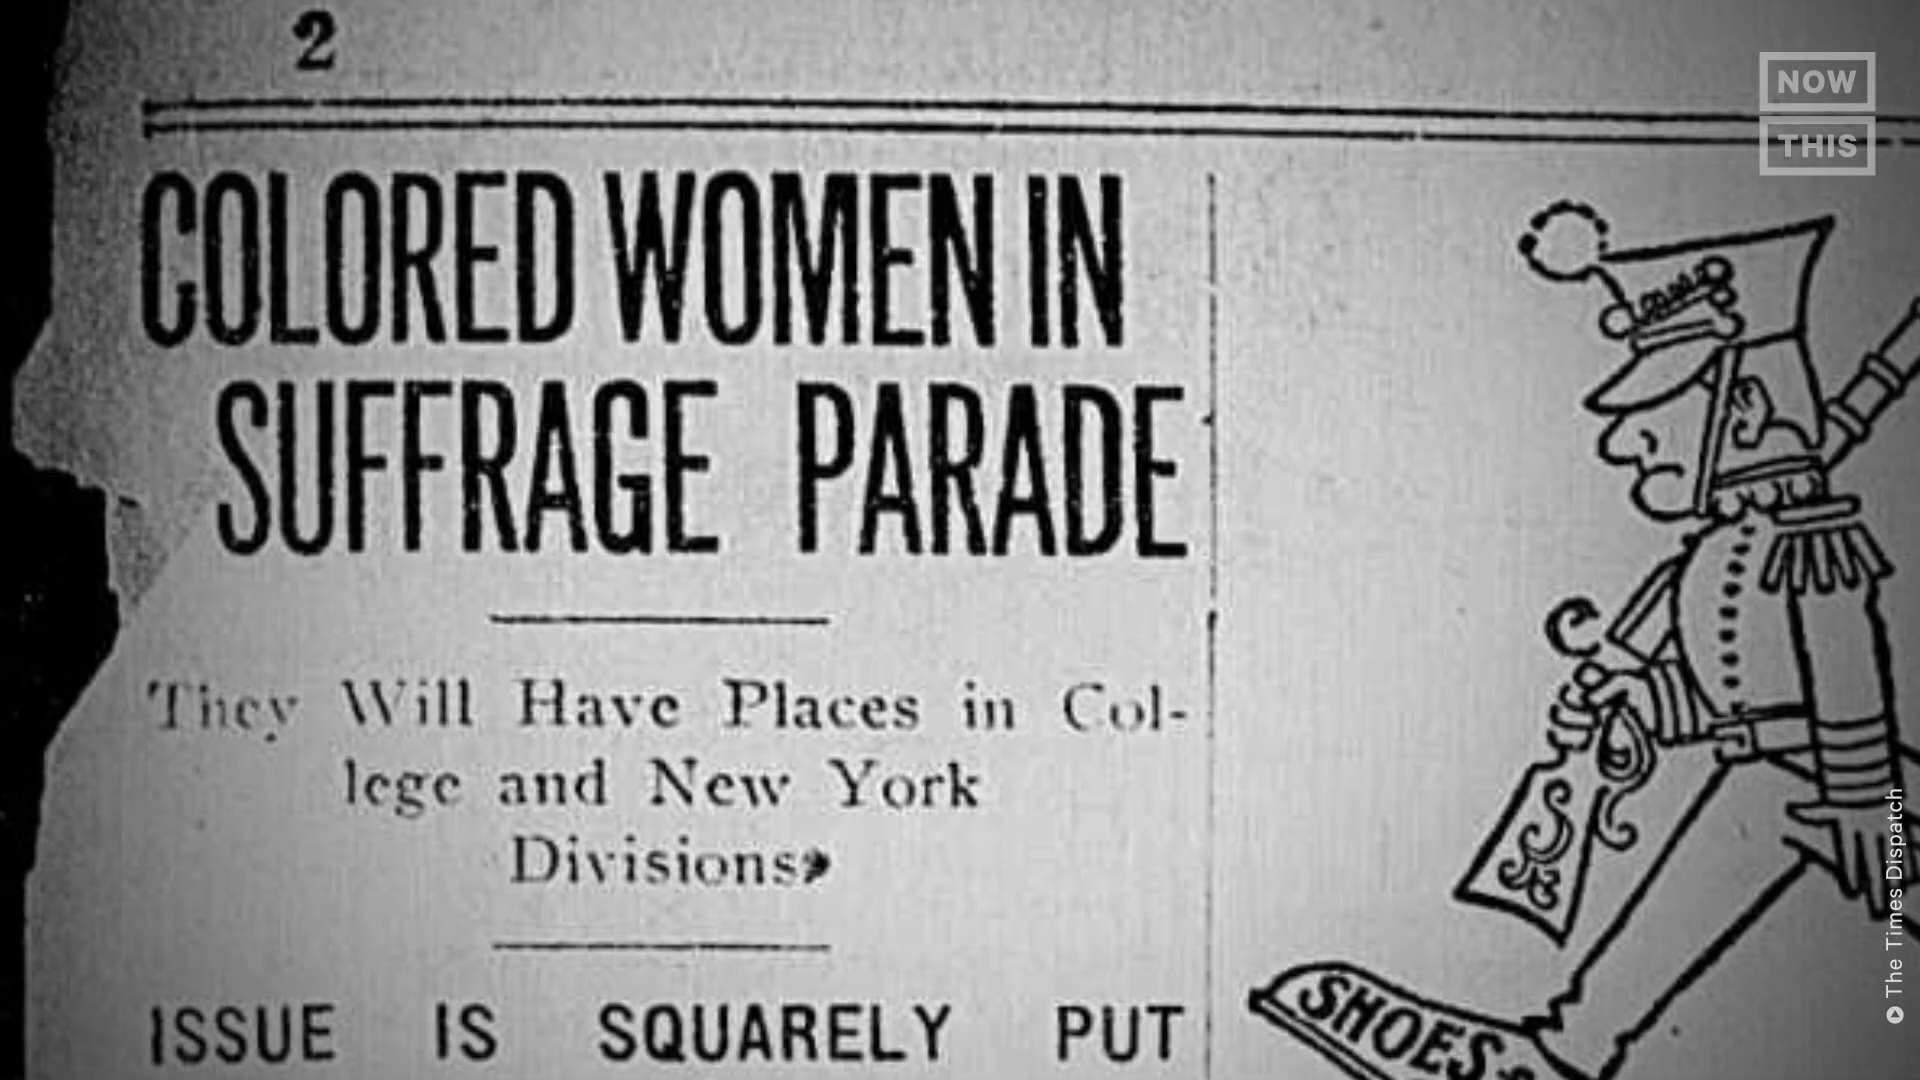 2
NOW
THIS
COLORED WOMEN IN
SUFFRAGE PARADE
They Will Have Places in Col-
lege and New York
Divisions
ISSUE IS SQUARELY PUT
SHOES
The Times Dispatch